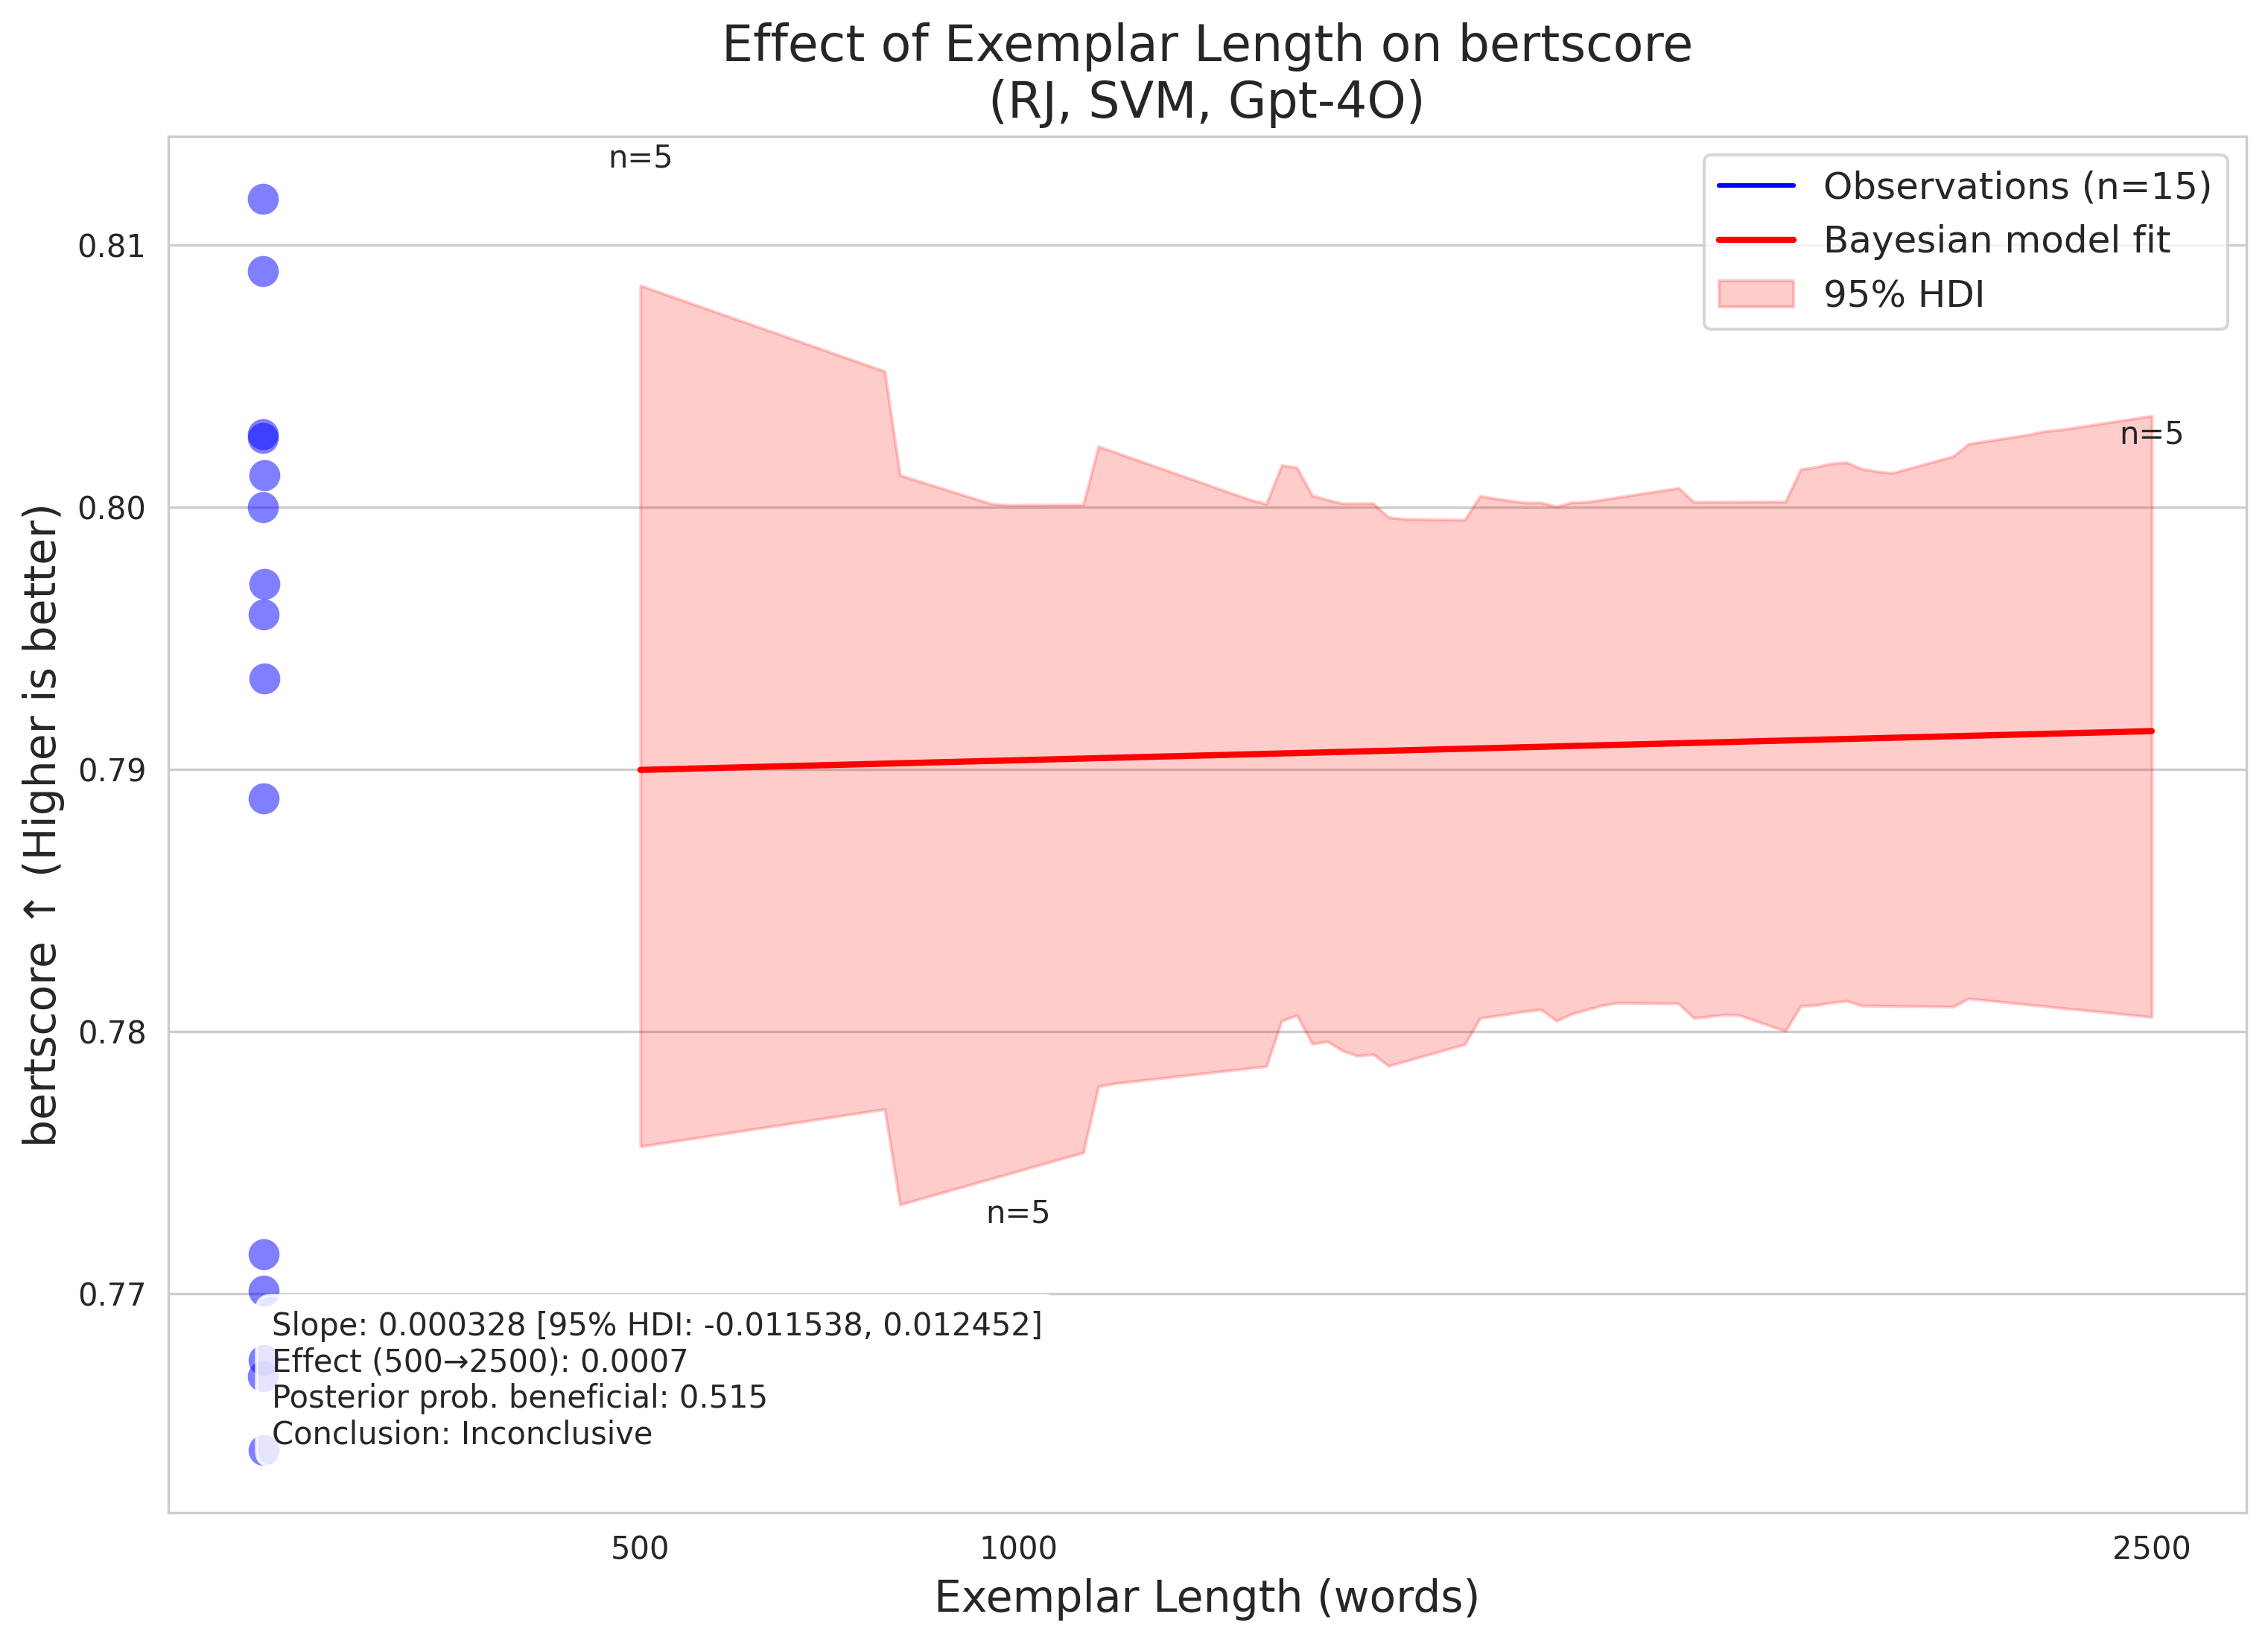 Effect of Exemplar Length on bertscore
(RJ, SVM, Gpt-4O)
n=5
Observations (n=15)
Bayesian model fit
95% HDI
n=5
n=5
0.81
0.80
0.79
0.78
0.77
bertscore ↑ (Higher is better)
Slope: 0.000328 [95% HDI: -0.011538, 0.012452]
Effect (500→2500): 0.0007
Posterior prob. beneficial: 0.515
Conclusion: Inconclusive
500
1000
2500
Exemplar Length (words)